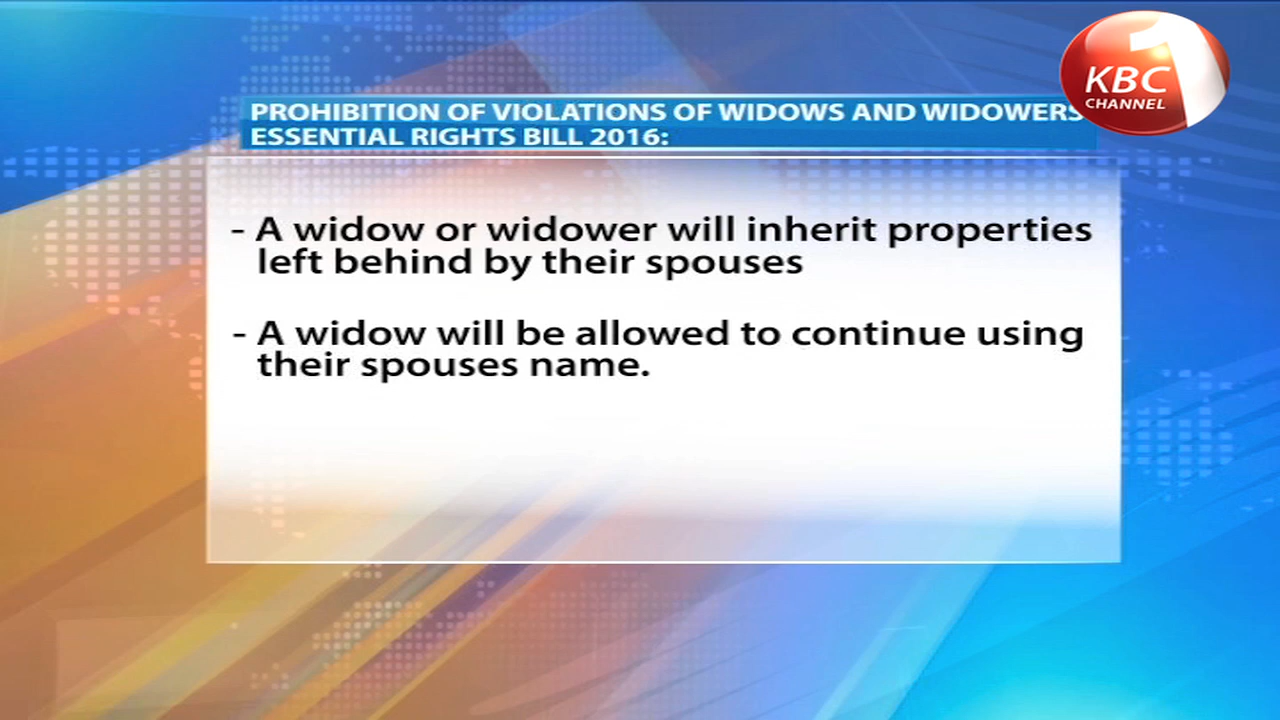 1
KBC
CHANNEL
PROHIBITION OF VIOLATIONS OF WIDOWS AND WIDOWERS
ESSENTIAL RIGHTS BILL 2016:
- A widow or widower will inherit properties
left behind by their spouses
- A widow will be allowed to continue using
their spouses name.